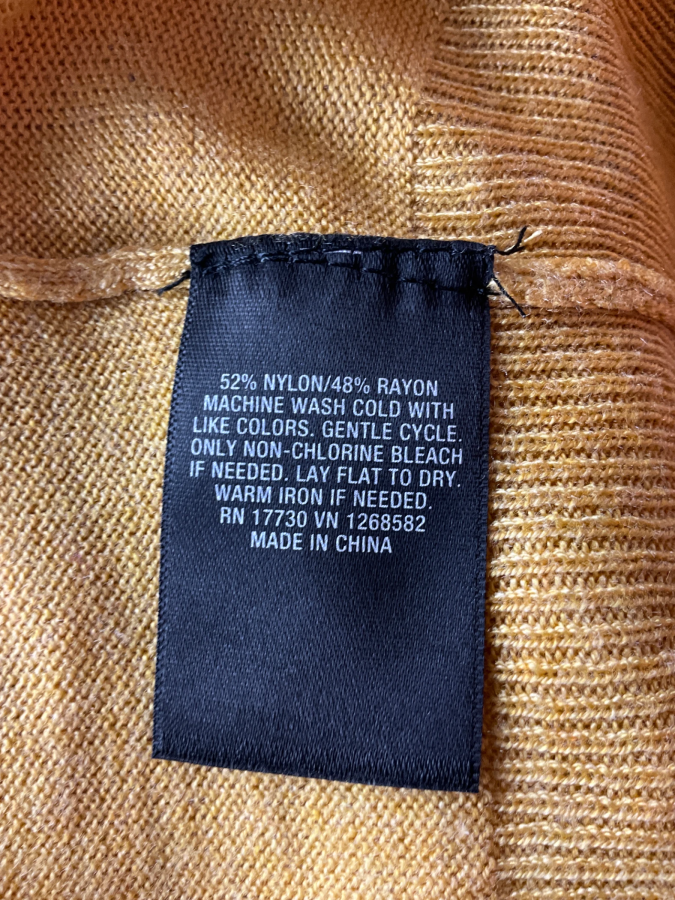 52% NYLON/48% RAYON
MACHINE WASH COLD WITH
LIKE COLORS. GENTLE CYCLE.
ONLY NON-CHLORINE BLEACH
IF NEEDED. LAY FLAT TO DRY.
WARM IRON IF NEEDED.
RN 17730 VN 1268582
MADE IN CHINA